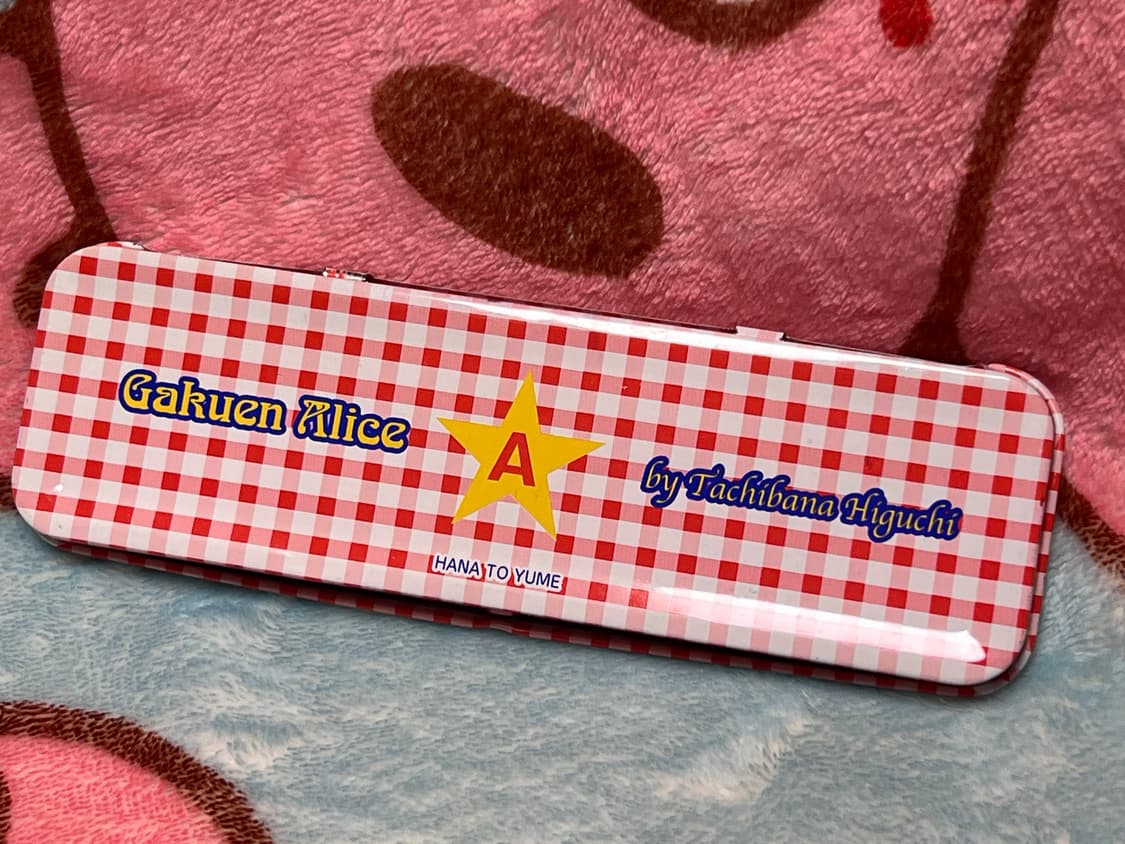 Gakuen Alice
A
by Tachibana Higuchi
HANA TO YUME